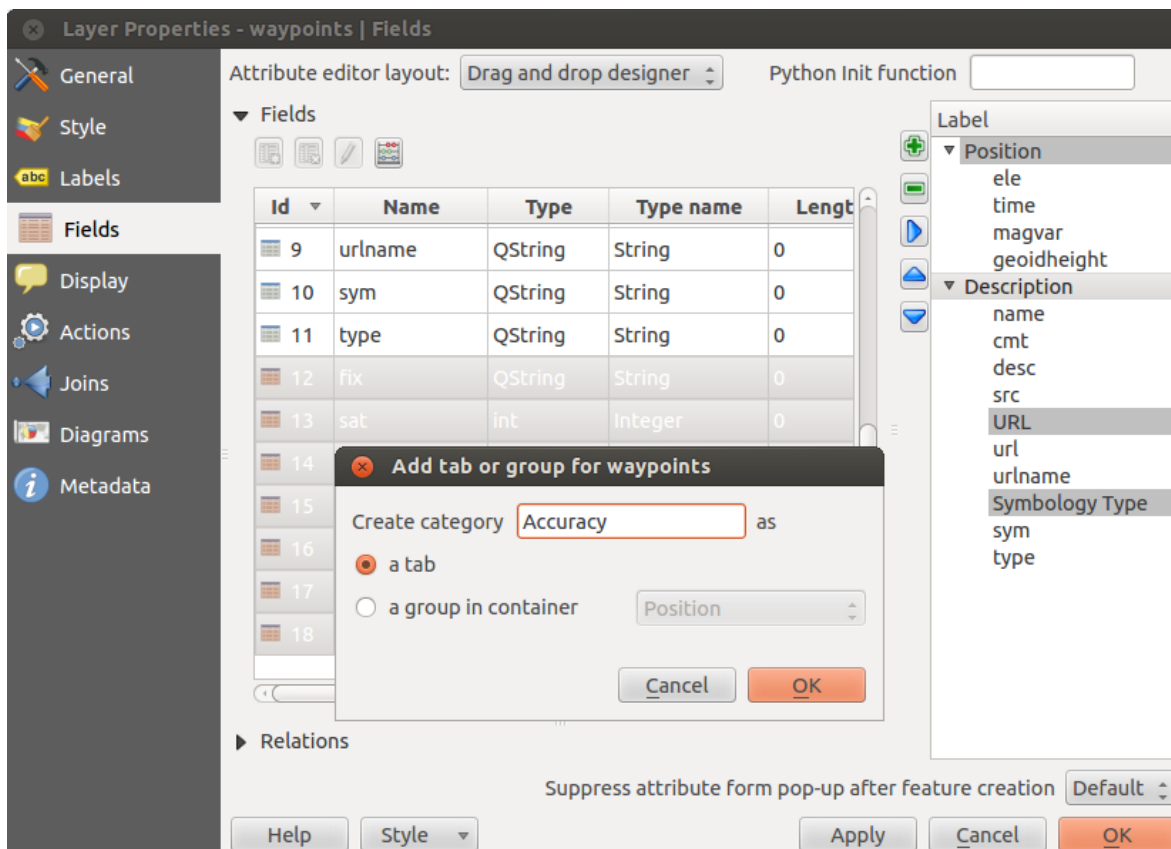 Layer Properties - waypoints | Fields
General
Style
abc Labels
Fields
Display
Actions
Joins
Diagrams
i Metadata
Attribute editor layout: Drag and drop designer Python Init function
Fields
Id Name Type Type name Lengt
9 urlname QString String 0
10 sym QString String 0
11 type QString String 0
12 fix QString String 0
13 sat int Integer 0
14
15
16
17
18
Add tab or group for waypoints
Create category Accuracy as
a tab
a group in container Position
Cancel OK
Relations
Label
Position
ele
time
magvar
geoidheight
Description
name
cmt
desc
src
URL
url
urlname
Symbology Type
sym
type
Suppress attribute form pop-up after feature creation Default
Help Style Apply Cancel OK